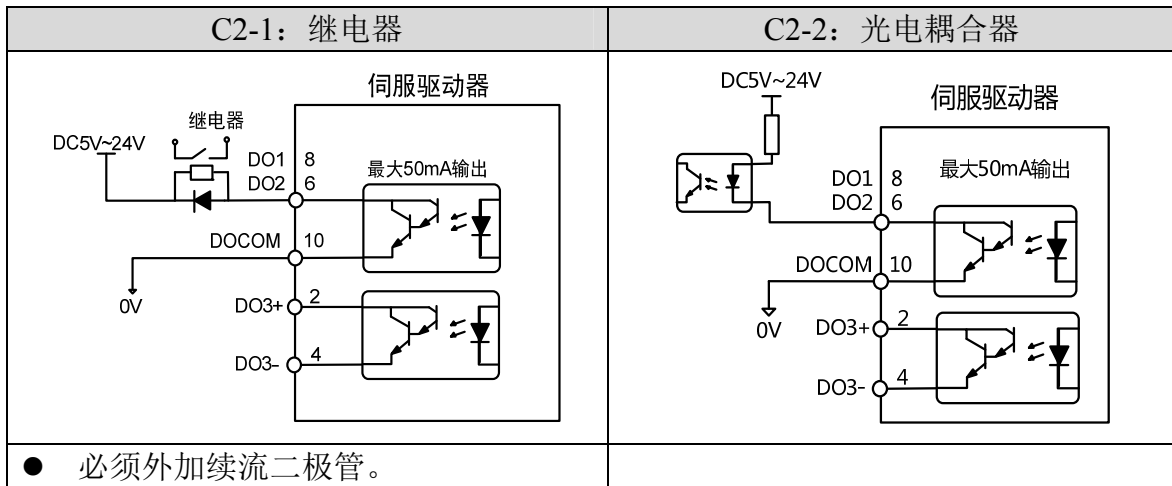 C2-1：继电器
C2-2：光电耦合器
伺服驱动器
继电器
DC5V~24V
DO1 8
DO2 6
最大50mA输出
DOCOM 10
0V
DO3+ 2
DO3- 4
DC5V~24V
伺服驱动器
最大50mA输出
DO1 8
DO2 6
DOCOM 10
0V
DO3+ 2
DO3- 4
● 必须外加续流二极管。